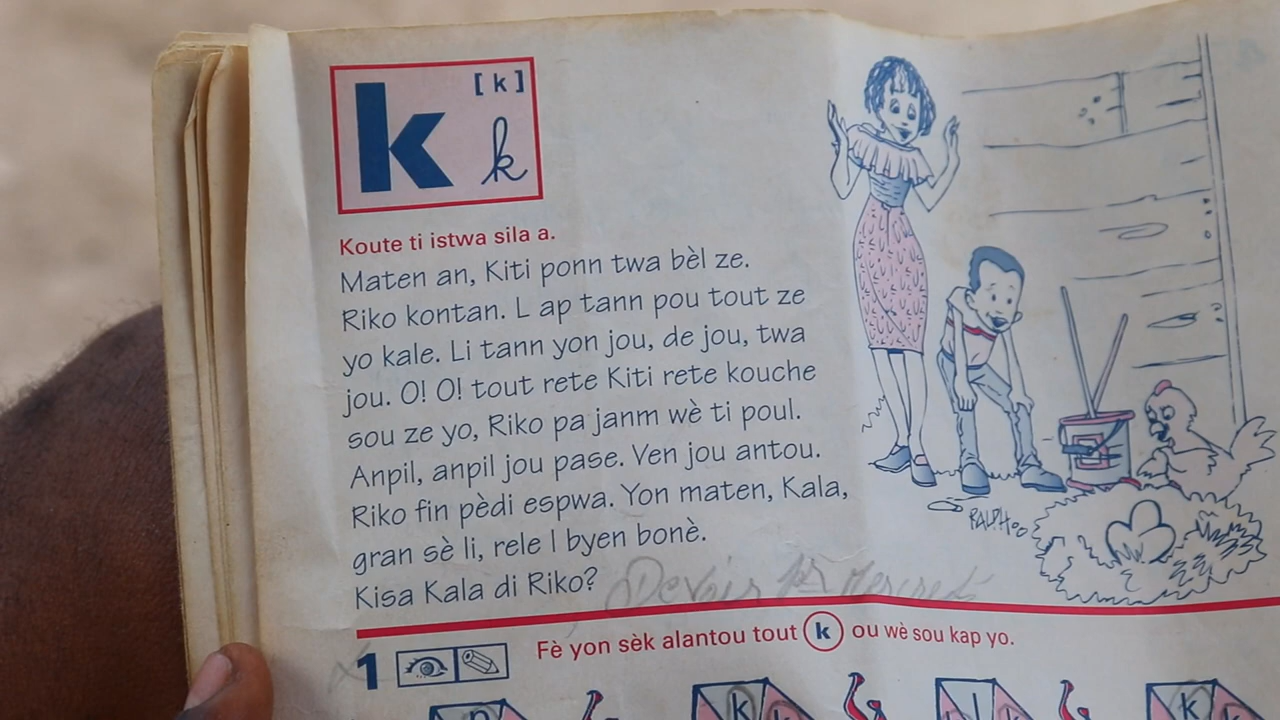 k [k] k
Koute ti istwa sila a.
Maten an, Kiti ponn twa bèl ze.
Riko kontan. L ap tann pou tout ze
yo kale. Li tann yon jou, de jou, twa
jou. O! O! tout rete Kiti rete kouche
sou ze yo, Riko pa janm wè ti poul.
Anpil, anpil jou pase. Ven jou antou.
Riko fin pèdi espwa. Yon maten, Kala,
gran sè li, rele l byen bonè.
Kisa Kala di Riko?
RALPH
Devoir pr Mercredi
1 Fè yon sèk alantou tout k ou wè sou kap yo.
k k